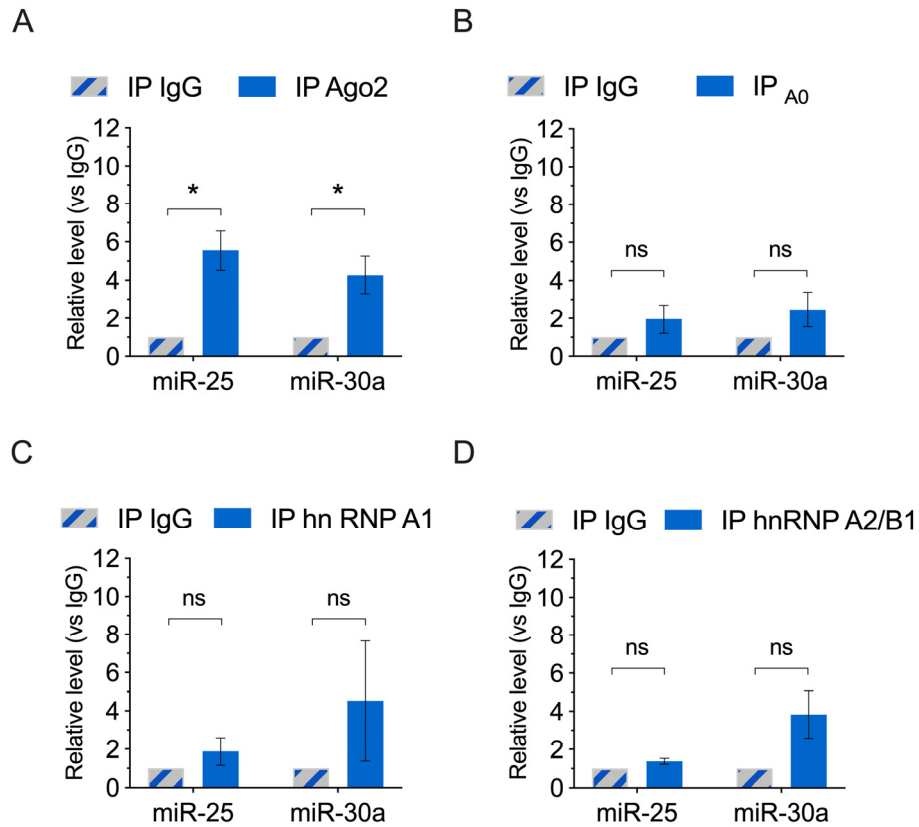 A
IP IgG IP Ago2
Relative level (vs IgG)
12
10
8
6
4
2
0
* *
miR-25 miR-30a
B
IP IgG IP A0
Relative level (vs IgG)
12
10
8
6
4
2
0
ns ns
miR-25 miR-30a
C
IP IgG IP hn RNP A1
Relative level (vs IgG)
12
10
8
6
4
2
0
ns ns
miR-25 miR-30a
D
IP IgG IP hnRNP A2/B1
Relative level (vs IgG)
12
10
8
6
4
2
0
ns ns
miR-25 miR-30a